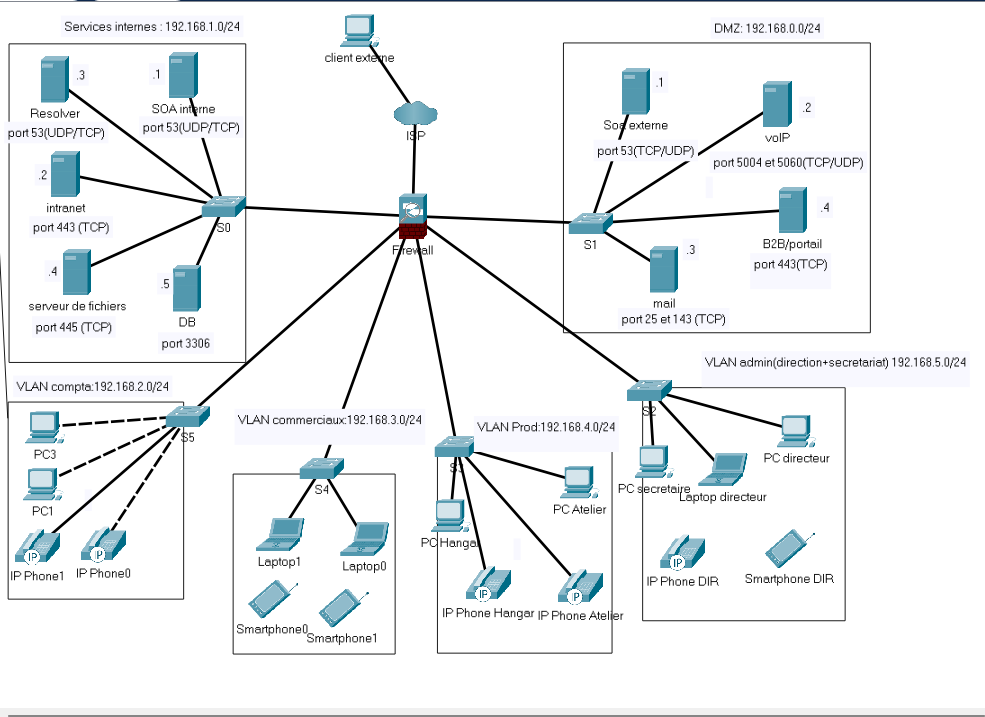 Services internes : 192.168.1.0/24
.3
Resolver
port 53(UDP/TCP)
.1
SOA interne
port 53(UDP/TCP)
.2
intranet
port 443 (TCP)
.4
serveur de fichiers
port 445 (TCP)
.5
DB
port 3306
S0
client externe
ISP
Firewall
DMZ: 192.168.0.0/24
.1
Soa externe
port 53(TCP/UDP)
.2
voIP
port 5004 et 5060(TCP/UDP)
.4
B2B/portail
port 443(TCP)
.3
mail
port 25 et 143 (TCP)
S1
VLAN compta:192.168.2.0/24
S5
PC3
PC1
IP
IP Phone1
IP
IP Phone0
VLAN commerciaux:192.168.3.0/24
S4
Laptop1
Laptop0
Smartphone0
Smartphone1
VLAN Prod:192.168.4.0/24
S3
PC Atelier
PC Hangar
IP
IP Phone Hangar
IP
IP Phone Atelier
VLAN admin(direction+secretariat) 192.168.5.0/24
S2
PC directeur
PC secretaire
Laptop directeur
IP
IP Phone DIR
Smartphone DIR